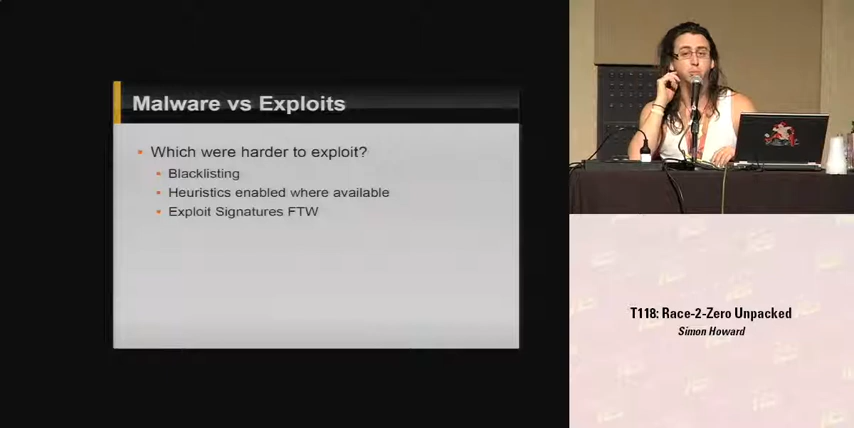 Malware vs Exploits
Which were harder to exploit?
Blacklisting
Heuristics enabled where available
Exploit Signatures FTW
T118: Race-2-Zero Unpacked
Simon Howard